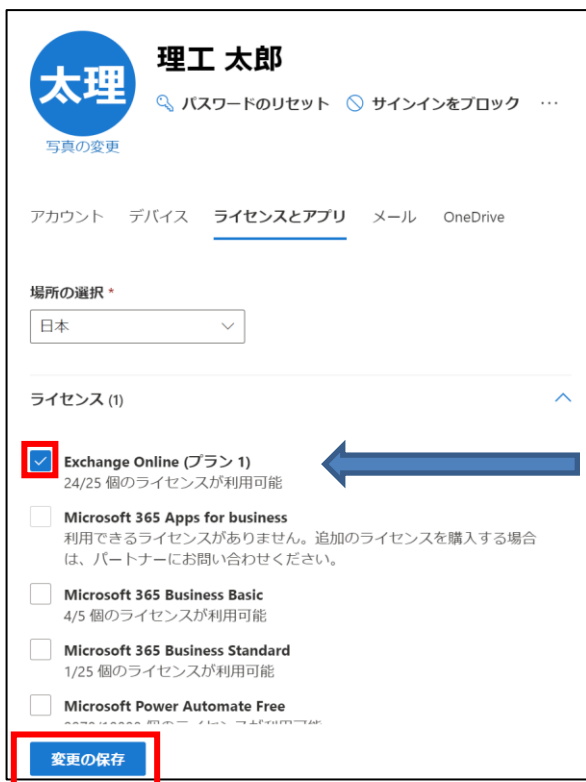 太理
理工 太郎
パスワードのリセット サインインをブロック …
写真の変更
アカウント デバイス ライセンスとアプリ メール OneDrive
場所の選択 *
日本
ライセンス (1)
Exchange Online (プラン 1)
24/25 個のライセンスが利用可能
Microsoft 365 Apps for business
利用できるライセンスがありません。追加のライセンスを購入する場合
は、パートナーにお問い合わせください。
Microsoft 365 Business Basic
4/5 個のライセンスが利用可能
Microsoft 365 Business Standard
1/25 個のライセンスが利用可能
Microsoft Power Automate Free
変更の保存